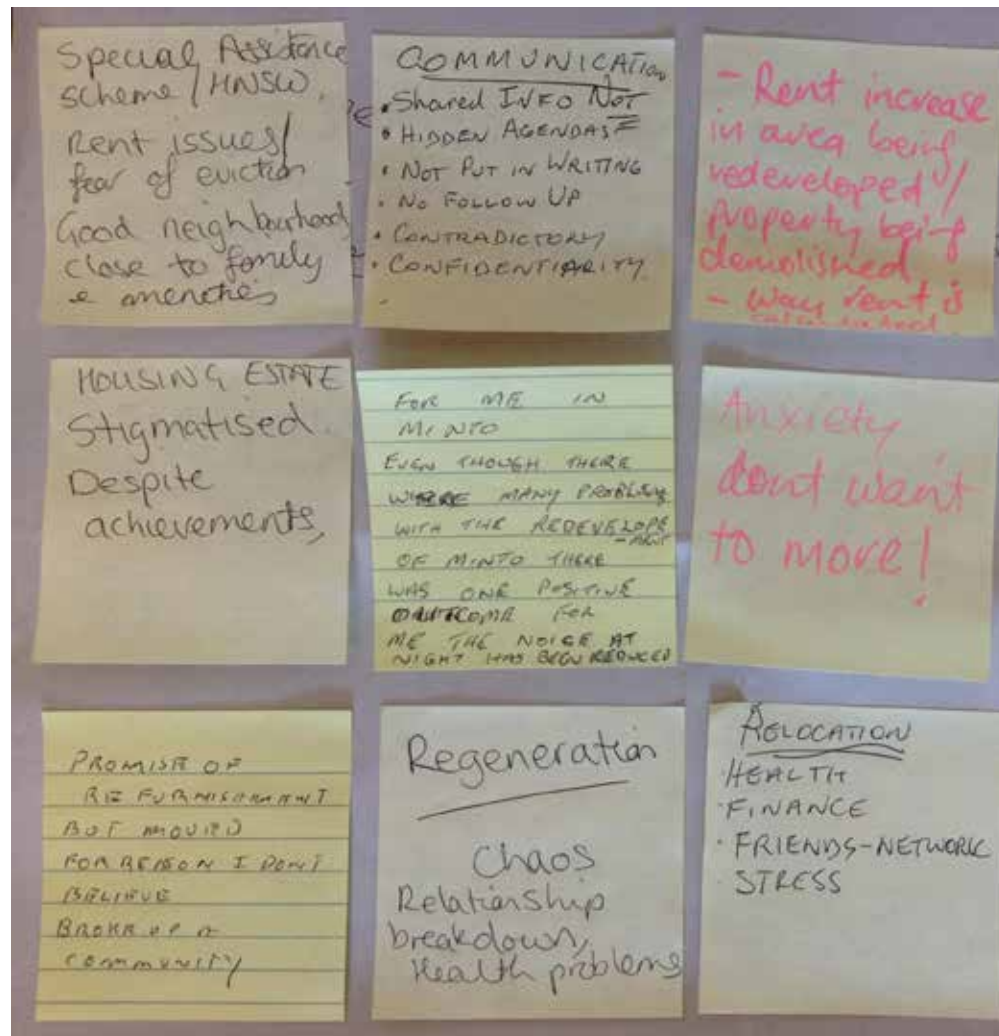 Special Assistance
scheme / HNSW.
Rent issues/
fear of eviction
Good neighbourhood
close to family
COMMUNICATION
• Shared INFO NOT
• HIDDEN AGENDAS
• NOT PUT IN WRITING
• NO FOLLOW UP
• CONTRADICTORY
• CONFIDENTIARITY.
- Rent increase
in area being
redeveloped /
property being
demolished
- way rent is
HOUSING ESTATE
Stigmatised
Despite
achievements,
FOR ME IN
MINTO
EVEN THOUGH THERE
WHERE MANY PROBLEMS
WITH THE REDEVELOPE
-MENT
OF MINTO THERE
WAS ONE POSITIVE
OUTCOME FOR
ME THE NOISE AT
NIGHT HAS BEEN REDUCED
Anxiety
dont want
to move!
PROMISE OF
BUT MOVED
FOR REASON I DON'T
BELIEVE
BROKE UP A
COMMUNITY
Regeneration
Chaos
Relationship
breakdown,
Health problems
RELOCATION
· HEALTH
· FINANCE
· FRIENDS-NETWORK
· STRESS